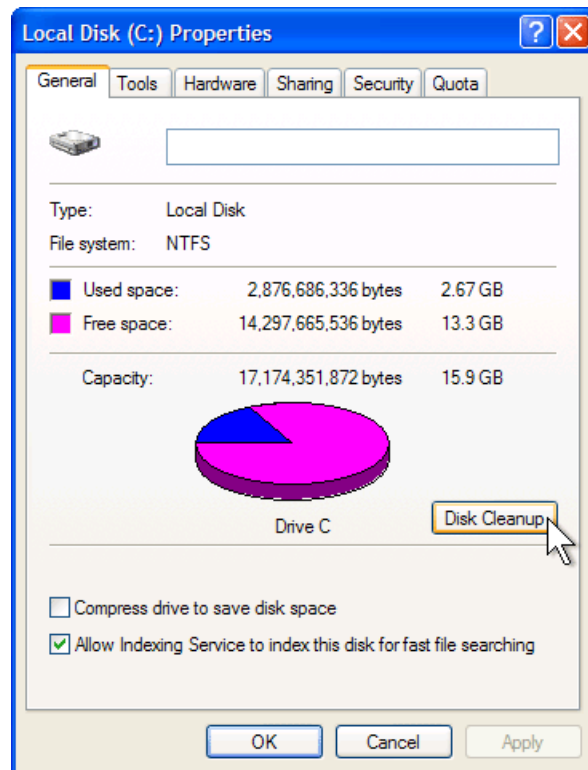 Local Disk (C:) Properties
General Tools Hardware Sharing Security Quota
Type: Local Disk
File system: NTFS
Used space: 2,876,686,336 bytes 2.67 GB
Free space: 14,297,665,536 bytes 13.3 GB
Capacity: 17,174,351,872 bytes 15.9 GB
Drive C
Disk Cleanup
Compress drive to save disk space
Allow Indexing Service to index this disk for fast file searching
OK Cancel Apply